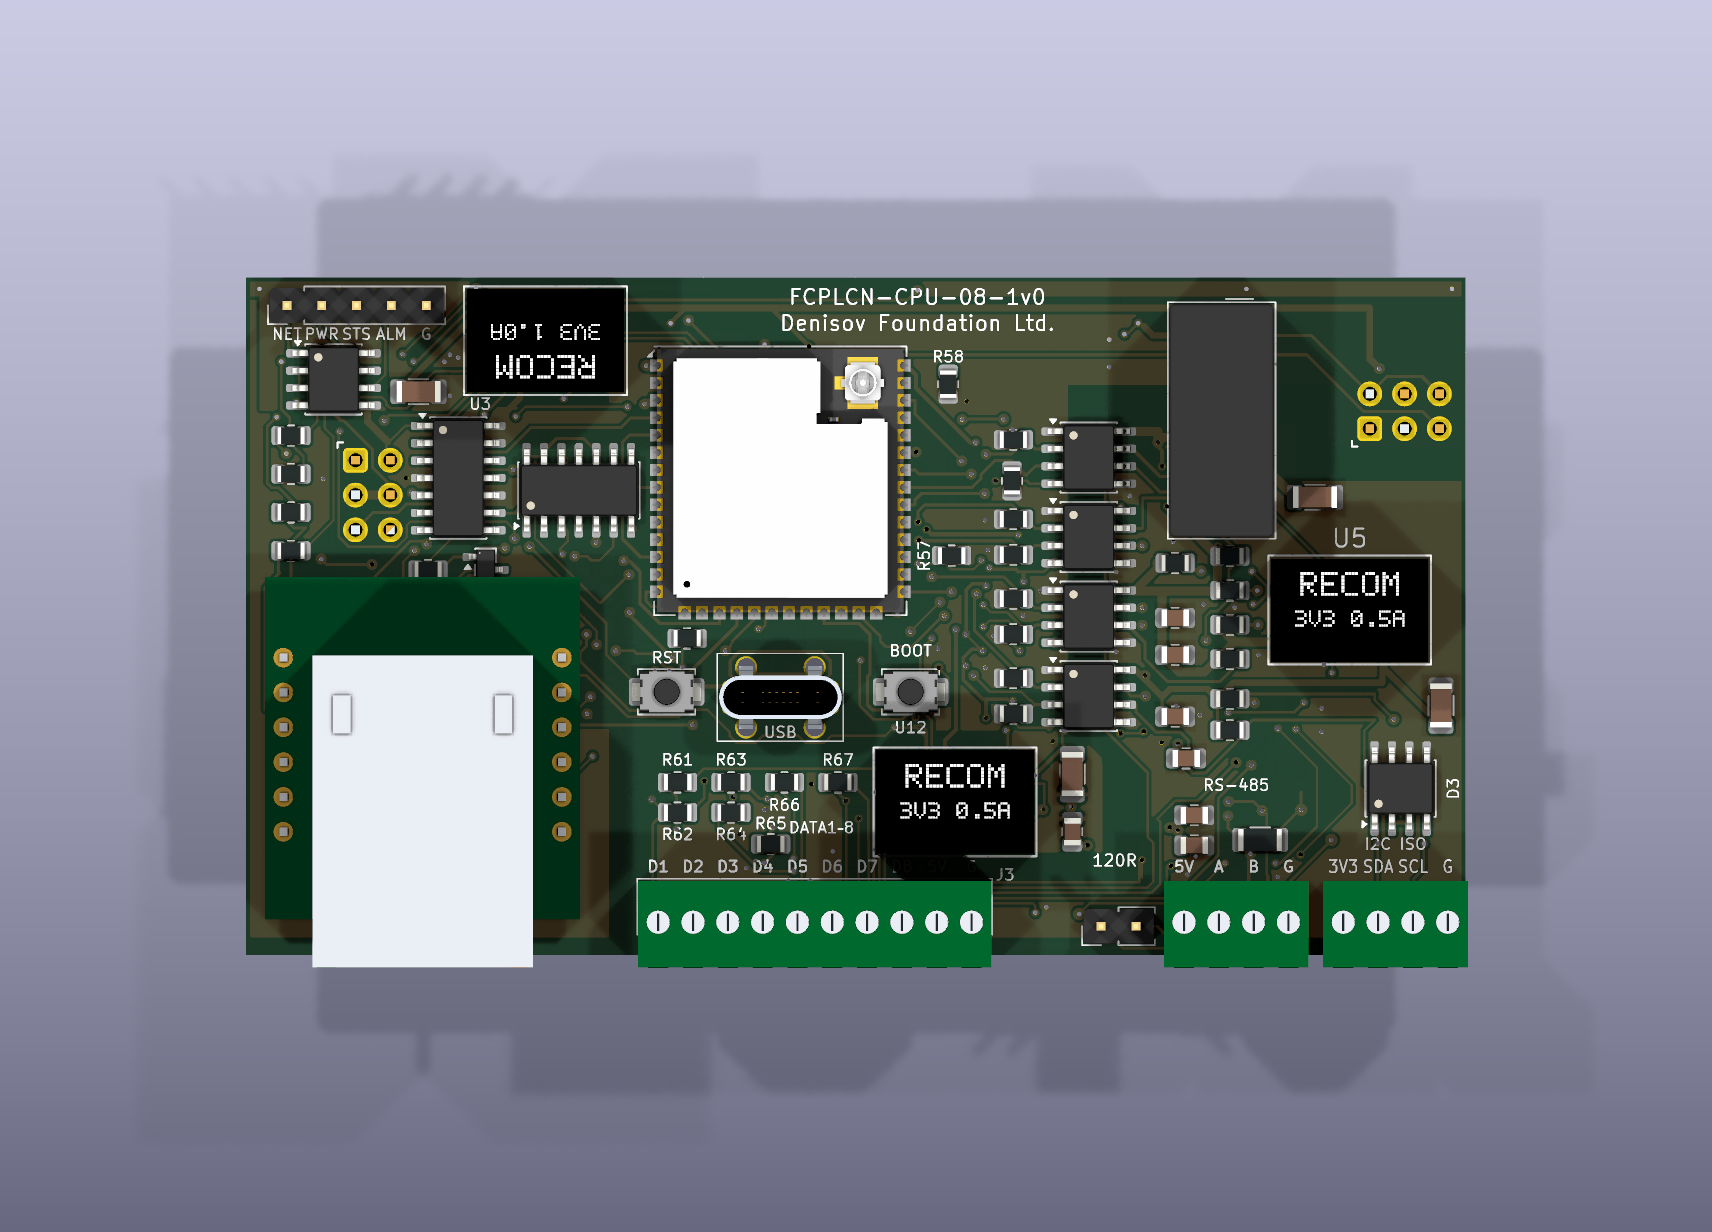 FCPLCN-CPU-08-1v0
Denisov Foundation Ltd.
NET PWR STS ALM G
RECOM
3V3 1.0A
U3
R58
R57
U5
RECOM
3V3 0.5A
RST
BOOT
USB
U12
R61 R63 R67
R66
R62 R64 R65 DATA1-8
RECOM
3V3 0.5A
RS-485
D3
120R
I2C ISO
D1 D2 D3 D4 D5 D6 D7 D8 5V
J3
5V A B G
3V3 SDA SCL G